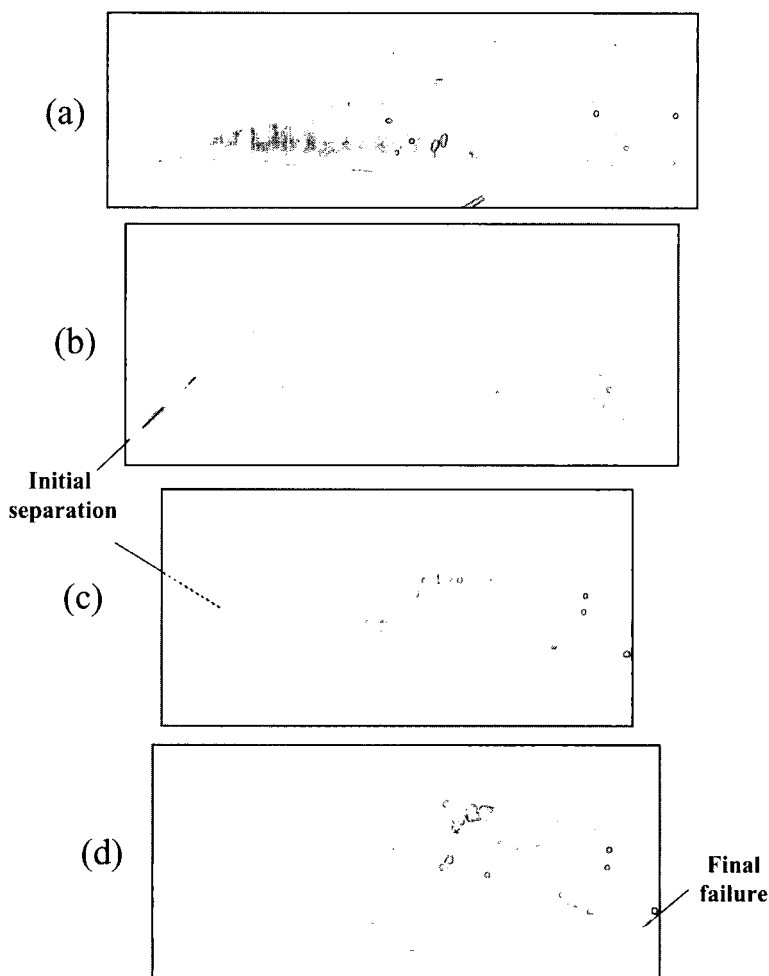 (a)
(b)
Initial
separation
(c)
(d)
Final
failure